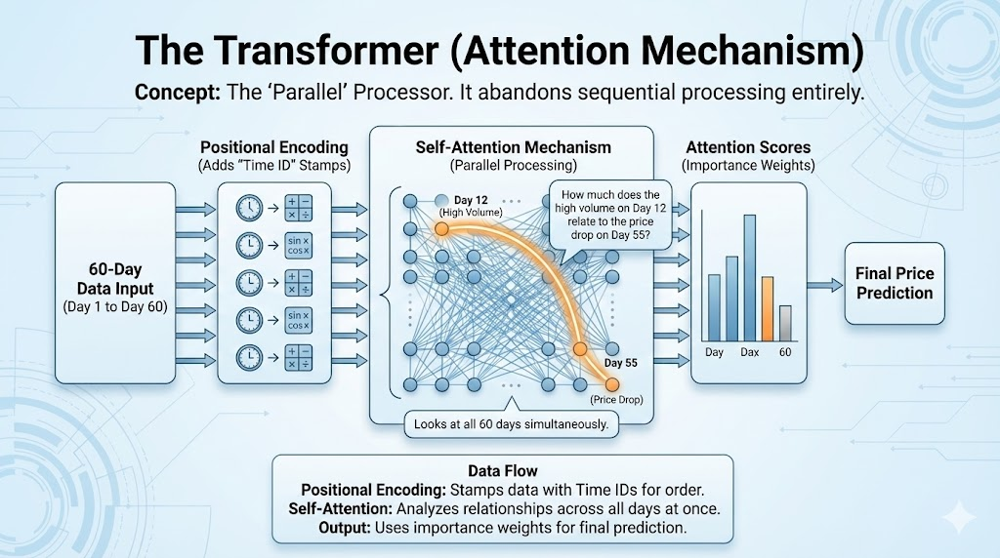 The Transformer (Attention Mechanism)
Concept: The 'Parallel' Processor. It abandons sequential processing entirely.
60-Day
Data Input
(Day 1 to Day 60)
Positional Encoding
(Adds "Time ID" Stamps)
+ −
× ÷
sin x
cos x
+ −
× ÷
sin x
cos x
+ −
× ÷
Self-Attention Mechanism
(Parallel Processing)
Day 12
(High Volume)
How much does the
high volume on Day 12
relate to the price
drop on Day 55?
Day 55
(Price Drop)
Looks at all 60 days simultaneously.
Attention Scores
(Importance Weights)
Day Dax 60
Final Price
Prediction
Data Flow
Positional Encoding: Stamps data with Time IDs for order.
Self-Attention: Analyzes relationships across all days at once.
Output: Uses importance weights for final prediction.